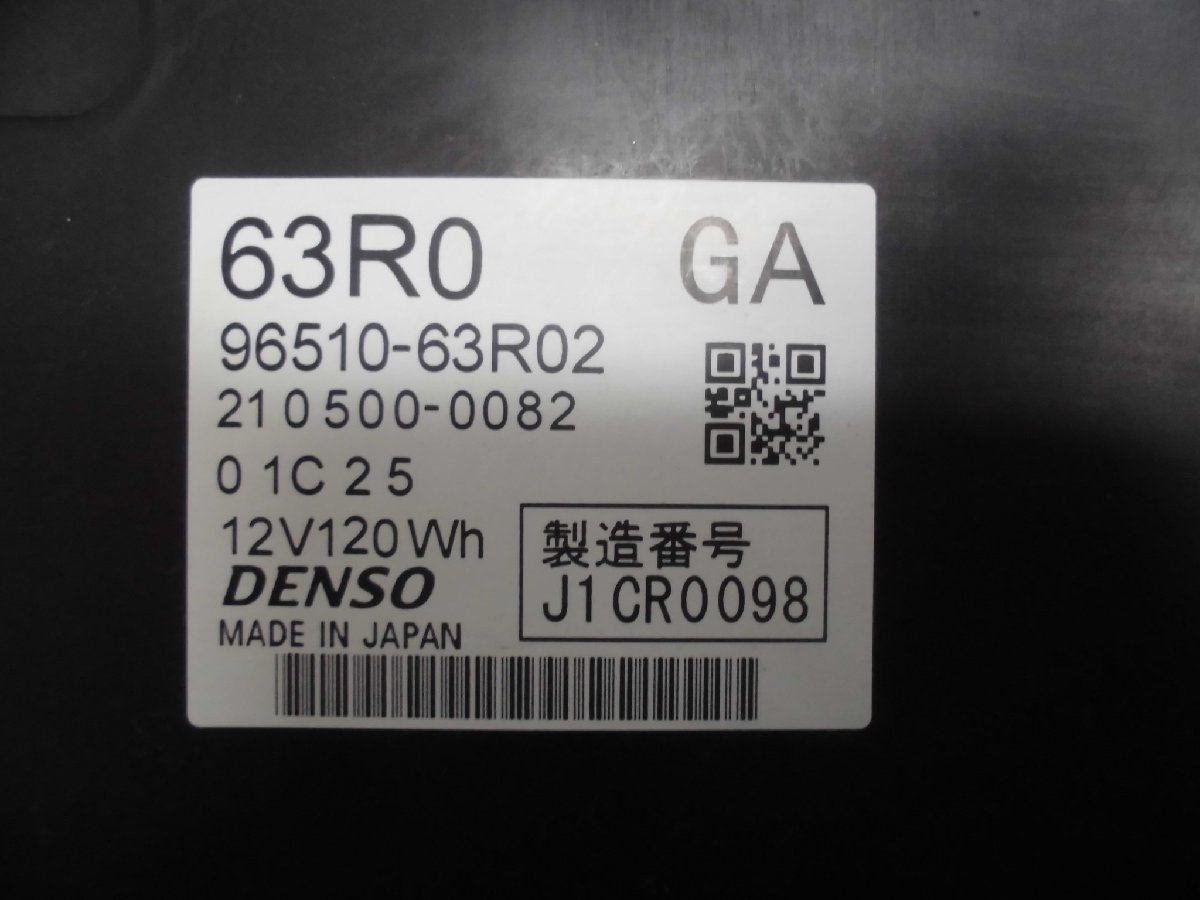 63R0 GA
96510-63R02
210500-0082
01C25
12V120Wh
DENSO
MADE IN JAPAN
製造番号
J1CR0098